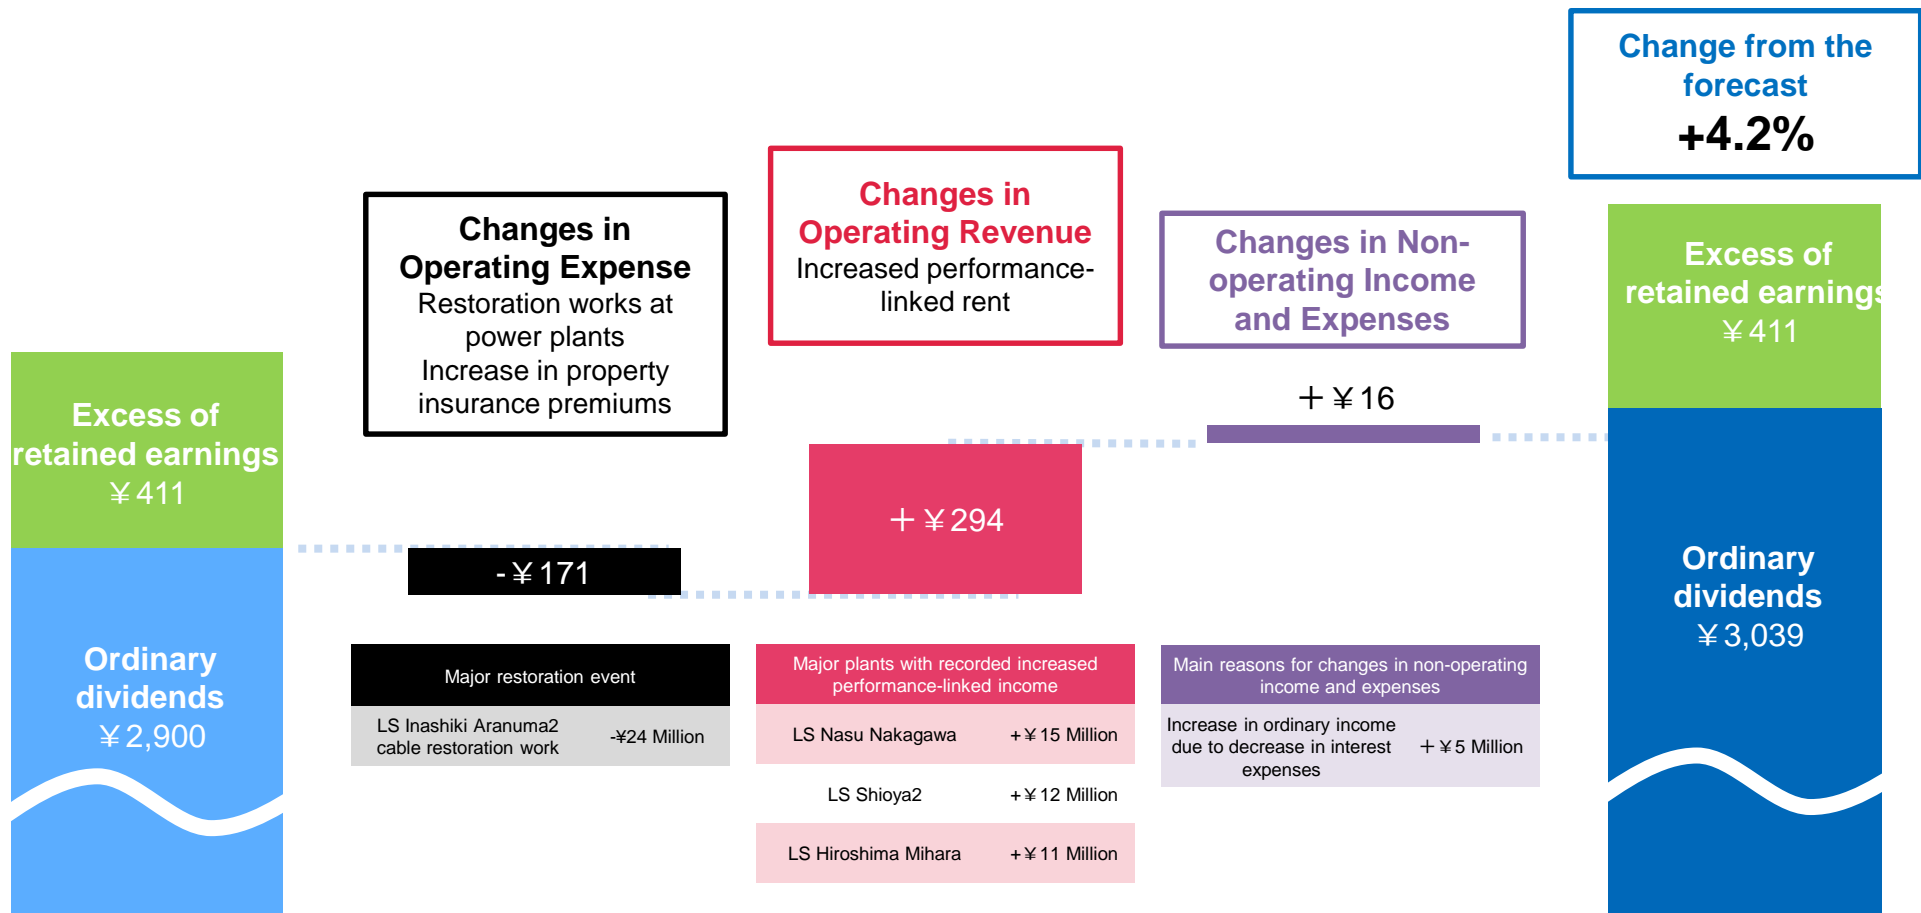 Change from the
forecast
+4.2%
Changes in
Operating Expense
Restoration works at
power plants
Increase in property
insurance premiums
Changes in
Operating Revenue
Increased performance-
linked rent
Changes in Non-
operating Income
and Expenses
Excess of
retained earnings
¥411
Excess of
retained earnings
¥411
+¥16
+¥294
-¥171
Ordinary
dividends
¥2,900
Ordinary
dividends
¥3,039
Major restoration event
LS Inashiki Aranuma2
cable restoration work
-¥24 Million
Major plants with recorded increased
performance-linked income
LS Nasu Nakagawa +¥15 Million
LS Shioya2 +¥12 Million
LS Hiroshima Mihara +¥11 Million
Main reasons for changes in non-operating
income and expenses
Increase in ordinary income
due to decrease in interest
expenses
+¥5 Million